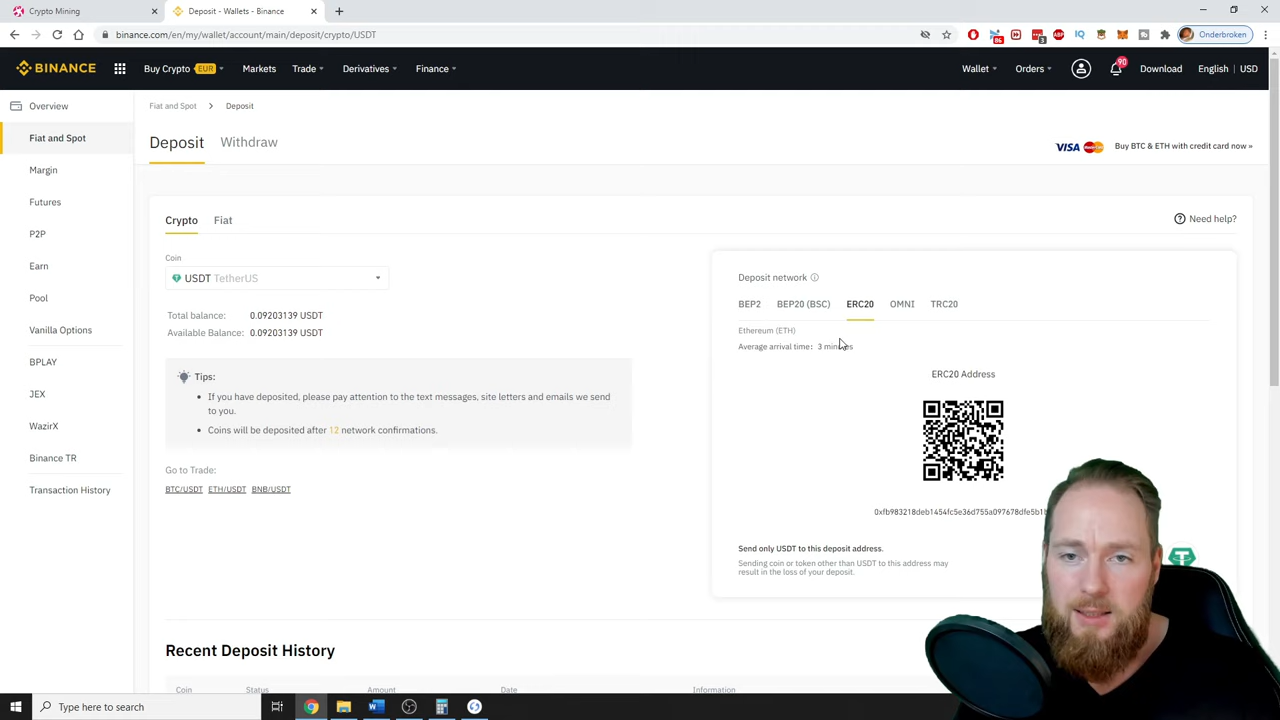 Crypto Mining
Deposit - Wallets - Binance
binance.com/en/my/wallet/account/main/deposit/crypto/USDT
86
3
ABP
IQ
Onderbroken
BINANCE
Buy Crypto
EUR
Markets
Trade
Derivatives
Finance
Wallet
Orders
90
Download
English
USD
Overview
Fiat and Spot
Margin
Futures
P2P
Earn
Pool
Vanilla Options
BPLAY
JEX
WazirX
Binance TR
Transaction History
Fiat and Spot > Deposit
Deposit
Withdraw
VISA
Buy BTC & ETH with credit card now »
Crypto
Fiat
Need help?
Coin
USDT TetherUS
Total balance: 0.09203139 USDT
Available Balance: 0.09203139 USDT
Tips:
If you have deposited, please pay attention to the text messages, site letters and emails we send
to you.
Coins will be deposited after 12 network confirmations.
Go to Trade:
BTC/USDT ETH/USDT BNB/USDT
Deposit network
BEP2
BEP20 (BSC)
ERC20
OMNI
TRC20
Ethereum (ETH)
Average arrival time: 3 minutes
ERC20 Address
Send only USDT to this deposit address.
Sending coin or token other than USDT to this address may
result in the loss of your deposit.
Recent Deposit History
Coin
Status
Amount
Date
Information
Type here to search